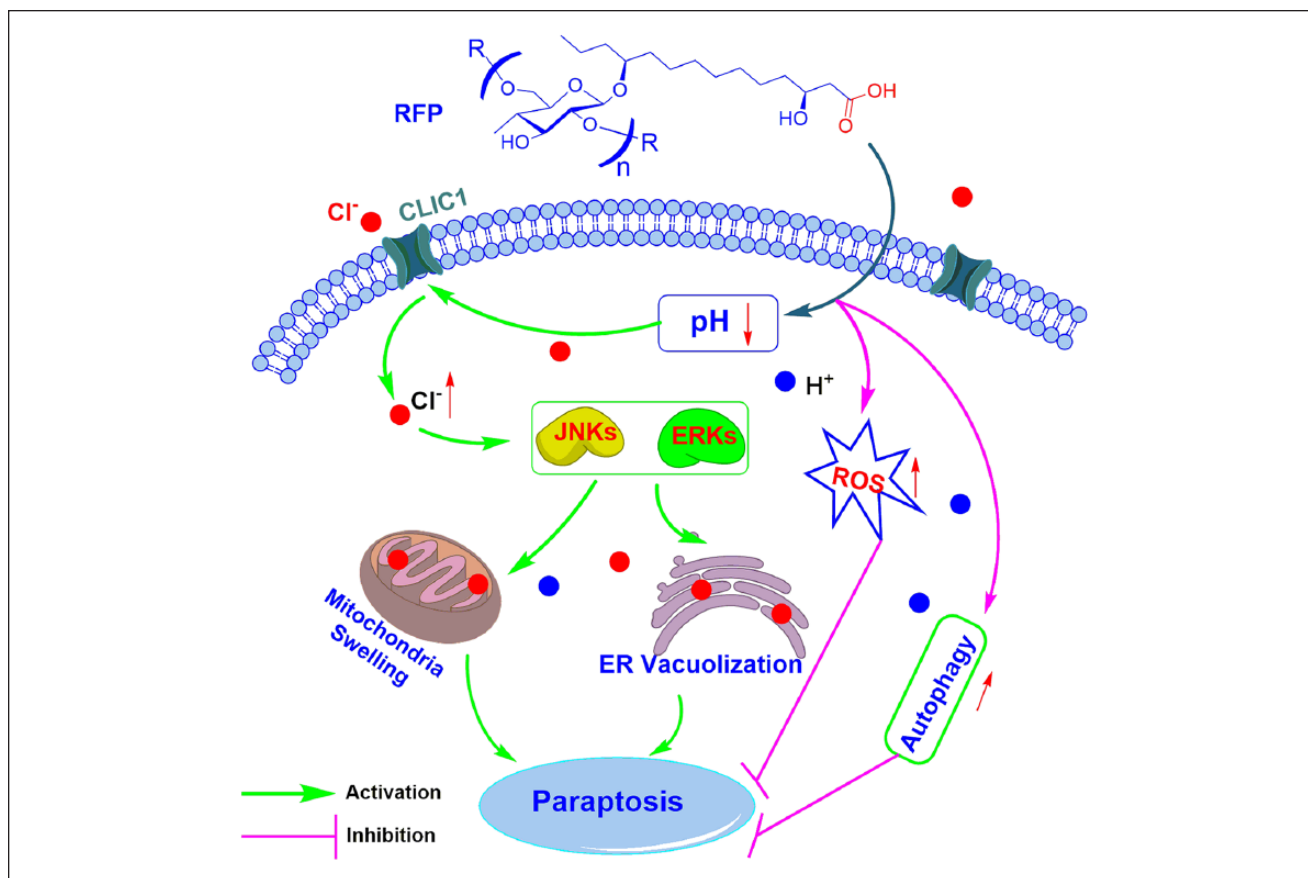 R
O
O
O
OH
O
HO
RFP
HO
O
R
n
Cl⁻
CLIC1
pH
H⁺
Cl⁻
JNKs
ERKs
ROS
Mitochondria
Swelling
ER Vacuolization
Autophagy
Activation
Inhibition
Paraptosis